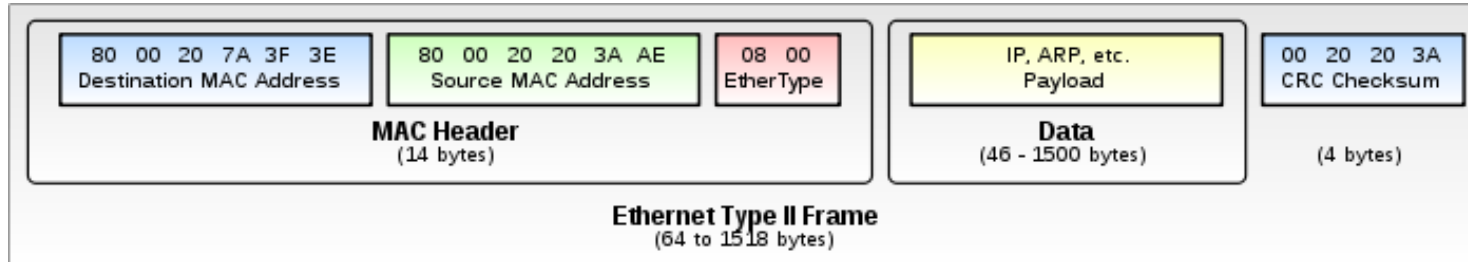 80 00 20 7A 3F 3E
Destination MAC Address
80 00 20 20 3A AE
Source MAC Address
08 00
EtherType
MAC Header
(14 bytes)
IP, ARP, etc.
Payload
Data
(46 - 1500 bytes)
00 20 20 3A
CRC Checksum
(4 bytes)
Ethernet Type II Frame
(64 to 1518 bytes)